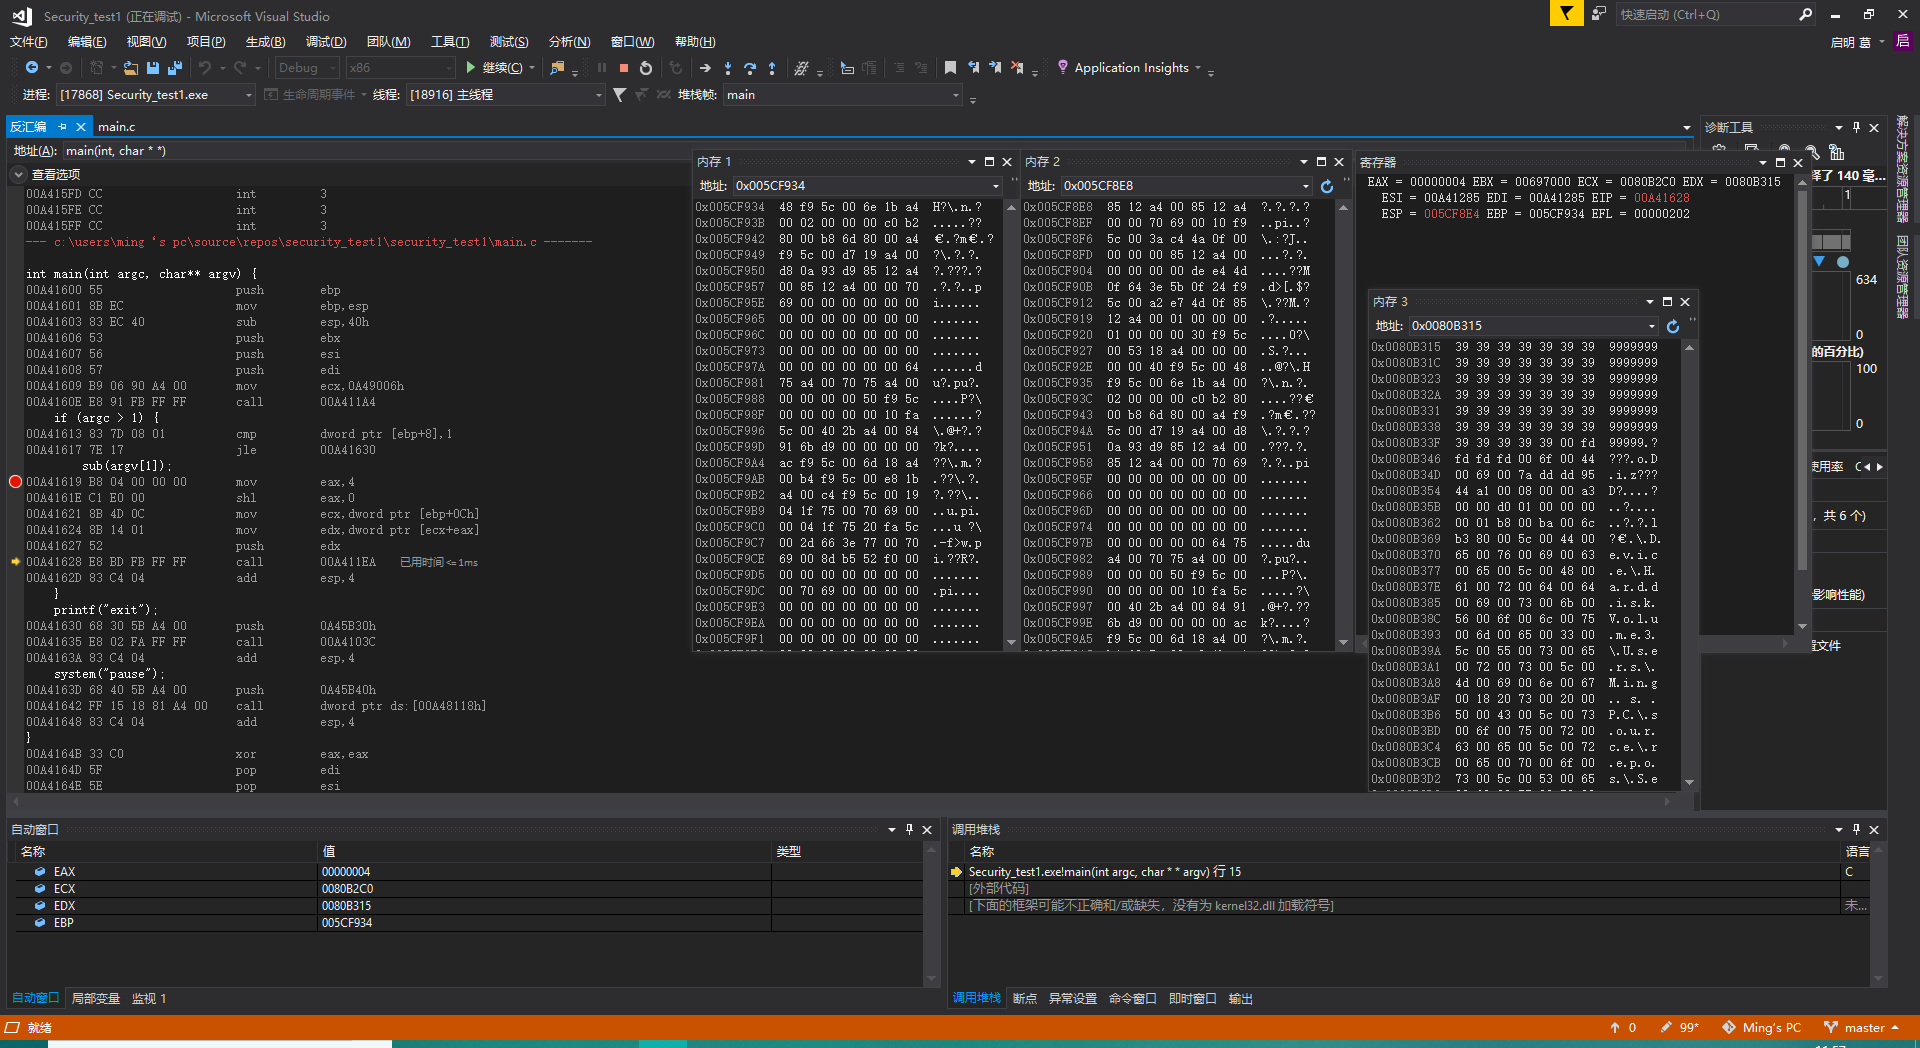 Security_test1 (正在调试) - Microsoft Visual Studio
快速启动 (Ctrl+Q)
文件(F) 编辑(E) 视图(V) 项目(P) 生成(B) 调试(D) 团队(M) 工具(T) 测试(S) 分析(N) 窗口(W) 帮助(H)
启明 葛 启
Debug x86 继续(C) Application Insights
进程: [17868] Security_test1.exe 生命周期事件 线程: [18916] 主线程 堆栈帧: main
反汇编 main.c
地址(A): main(int, char * *)
查看选项
00A415FD CC int 3
00A415FE CC int 3
00A415FF CC int 3
--- c:\users\ming‘s pc\source\repos\security_test1\security_test1\main.c -------
int main(int argc, char** argv) {
00A41600 55 push ebp
00A41601 8B EC mov ebp,esp
00A41603 83 EC 40 sub esp,40h
00A41606 53 push ebx
00A41607 56 push esi
00A41608 57 push edi
00A41609 B9 06 90 A4 00 mov ecx,0A49006h
00A4160E E8 91 FB FF FF call 00A411A4
if (argc > 1) {
00A41613 83 7D 08 01 cmp dword ptr [ebp+8],1
00A41617 7E 17 jle 00A41630
sub(argv[1]);
00A41619 B8 04 00 00 00 mov eax,4
00A4161E C1 E0 00 shl eax,0
00A41621 8B 4D 0C mov ecx,dword ptr [ebp+0Ch]
00A41624 8B 14 01 mov edx,dword ptr [ecx+eax]
00A41627 52 push edx
00A41628 E8 BD FB FF FF call 00A411EA 已用时间<=1ms
00A4162D 83 C4 04 add esp,4
}
printf("exit");
00A41630 68 30 5B A4 00 push 0A45B30h
00A41635 E8 02 FA FF FF call 00A4103C
00A4163A 83 C4 04 add esp,4
system("pause");
00A4163D 68 40 5B A4 00 push 0A45B40h
00A41642 FF 15 18 81 A4 00 call dword ptr ds:[00A48118h]
00A41648 83 C4 04 add esp,4
}
00A4164B 33 C0 xor eax,eax
00A4164D 5F pop edi
00A4164E 5E pop esi
内存 1
地址: 0x005CF934
0x005CF934 48 f9 5c 00 6e 1b a4 H?\.n.?
0x005CF93B 00 02 00 00 00 c0 b2 .....??
0x005CF942 80 00 b8 6d 80 00 a4 €.?m€.?
0x005CF949 f9 5c 00 d7 19 a4 00 ?\.?.?.
0x005CF950 d8 0a 93 d9 85 12 a4 ?.???.?
0x005CF957 00 85 12 a4 00 00 70 .?.?..p
0x005CF95E 69 00 00 00 00 00 00 i......
0x005CF965 00 00 00 00 00 00 00 .......
0x005CF96C 00 00 00 00 00 00 00 .......
0x005CF973 00 00 00 00 00 00 00 .......
0x005CF97A 00 00 00 00 00 00 64 ......d
0x005CF981 75 a4 00 70 75 a4 00 u?.pu?.
0x005CF988 00 00 00 00 50 f9 5c ....P?\
0x005CF98F 00 00 00 00 00 10 fa ......?
0x005CF996 5c 00 40 2b a4 00 84 \.@+?.?
0x005CF99D 91 6b d9 00 00 00 00 ?k?....
0x005CF9A4 ac f9 5c 00 6d 18 a4 ??\.m.?
0x005CF9AB 00 b4 f9 5c 00 e8 1b .??\.?.
0x005CF9B2 a4 00 c4 f9 5c 00 19 ?.??\..
0x005CF9B9 04 1f 75 00 70 69 00 ..u.pi.
0x005CF9C0 00 04 1f 75 20 fa 5c ...u ?\
0x005CF9C7 00 2d 66 3e 77 00 70 .-f>w.p
0x005CF9CE 69 00 8d b5 52 f0 00 i.??R?.
0x005CF9D5 00 00 00 00 00 00 00 .......
0x005CF9DC 00 70 69 00 00 00 00 .pi....
0x005CF9E3 00 00 00 00 00 00 00 .......
0x005CF9EA 00 00 00 00 00 00 00 .......
0x005CF9F1 00 00 00 00 00 00 00 .......
内存 2
地址: 0x005CF8E8
0x005CF8E8 85 12 a4 00 85 12 a4 ?.?.?.?
0x005CF8EF 00 00 70 69 00 10 f9 ..pi..?
0x005CF8F6 5c 00 3a c4 4a 0f 00 \.:?J..
0x005CF8FD 00 00 00 85 12 a4 00 ...?.?.
0x005CF904 00 00 00 00 de e4 4d ....??M
0x005CF90B 0f 64 3e 5b 0f 24 f9 .d>[.$?
0x005CF912 5c 00 a2 e7 4d 0f 85 \.??M.?
0x005CF919 12 a4 00 01 00 00 00 .?.....
0x005CF920 01 00 00 00 30 f9 5c ....0?\
0x005CF927 00 53 18 a4 00 00 00 .S.?...
0x005CF92E 00 00 40 f9 5c 00 48 ..@?\.H
0x005CF935 f9 5c 00 6e 1b a4 00 ?\.n.?.
0x005CF93C 02 00 00 00 c0 b2 80 ....??€
0x005CF943 00 b8 6d 80 00 a4 f9 .?m€.??
0x005CF94A 5c 00 d7 19 a4 00 d8 \.?.?.?
0x005CF951 0a 93 d9 85 12 a4 00 .???.?.
0x005CF958 85 12 a4 00 00 70 69 ?.?..pi
0x005CF95F 00 00 00 00 00 00 00 .......
0x005CF966 00 00 00 00 00 00 00 .......
0x005CF96D 00 00 00 00 00 00 00 .......
0x005CF974 00 00 00 00 00 00 00 .......
0x005CF97B 00 00 00 00 00 64 75 .....du
0x005CF982 a4 00 70 75 a4 00 00 ?.pu?..
0x005CF989 00 00 00 50 f9 5c 00 ...P?\.
0x005CF990 00 00 00 00 10 fa 5c .....?\
0x005CF997 00 40 2b a4 00 84 91 .@+?.??
0x005CF99E 6b d9 00 00 00 00 ac k?....?
0x005CF9A5 f9 5c 00 6d 18 a4 00 ?\.m.?.
寄存器
EAX = 00000004 EBX = 00697000 ECX = 0080B2C0 EDX = 0080B315
ESI = 00A41285 EDI = 00A41285 EIP = 00A41628
ESP = 005CF8E4 EBP = 005CF934 EFL = 00000202
内存 3
地址: 0x0080B315
0x0080B315 39 39 39 39 39 39 39 9999999
0x0080B31C 39 39 39 39 39 39 39 9999999
0x0080B323 39 39 39 39 39 39 39 9999999
0x0080B32A 39 39 39 39 39 39 39 9999999
0x0080B331 39 39 39 39 39 39 39 9999999
0x0080B338 39 39 39 39 39 39 39 9999999
0x0080B33F 39 39 39 39 39 00 fd 99999.?
0x0080B346 fd fd fd 00 6f 00 44 ???.o.D
0x0080B34D 00 69 00 7a dd dd 95 .i.z???
0x0080B354 44 a1 00 08 00 00 a3 D?....?
0x0080B35B 00 00 d0 01 00 00 00 ..?....
0x0080B362 00 01 b8 00 ba 00 6c ..?.?.l
0x0080B369 b3 80 00 5c 00 44 00 ?€.\.D.
0x0080B370 65 00 76 00 69 00 63 e.v.i.c
0x0080B377 00 65 00 5c 00 48 00 .e.\.H.
0x0080B37E 61 00 72 00 64 00 64 a.r.d.d
0x0080B385 00 69 00 73 00 6b 00 .i.s.k.
0x0080B38C 56 00 6f 00 6c 00 75 V.o.l.u
0x0080B393 00 6d 00 65 00 33 00 .m.e.3.
0x0080B39A 5c 00 55 00 73 00 65 \.U.s.e
0x0080B3A1 00 72 00 73 00 5c 00 .r.s.\.
0x0080B3A8 4d 00 69 00 6e 00 67 M.i.n.g
0x0080B3AF 00 18 20 73 00 20 00 .. s. .
0x0080B3B6 50 00 43 00 5c 00 73 P.C.\.s
0x0080B3BD 00 6f 00 75 00 72 00 .o.u.r.
0x0080B3C4 63 00 65 00 5c 00 72 c.e.\.r
0x0080B3CB 00 65 00 70 00 6f 00 .e.p.o.
0x0080B3D2 73 00 5c 00 53 00 65 s.\.S.e
诊断工具
择了 140 毫...
1
634
0
的百分比)
100
0
使用率 C
，共 6 个)
影响性能)
置文件
解决方案资源管理器
团队资源管理器
自动窗口
名称 值 类型
EAX 00000004
ECX 0080B2C0
EDX 0080B315
EBP 005CF934
自动窗口 局部变量 监视 1
调用堆栈
名称 语言
Security_test1.exe!main(int argc, char * * argv) 行 15 C
[外部代码]
[下面的框架可能不正确和/或缺失，没有为 kernel32.dll 加载符号] 未...
调用堆栈 断点 异常设置 命令窗口 即时窗口 输出
就绪
0 99* Ming's PC master